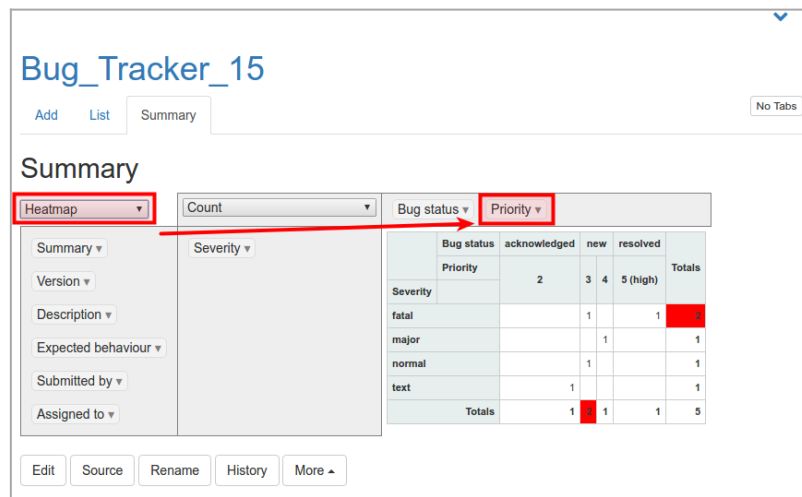 Bug_Tracker_15
Add List Summary
No Tabs
Summary
Heatmap
Count
Bug status Priority
Summary
Version
Description
Expected behaviour
Submitted by
Assigned to
Severity
Bug status acknowledged new resolved Totals
Priority 2 3 4 5 (high)
Severity
fatal 1 1 2
major 1 1
normal 1 1
text 1 1
Totals 1 2 1 1 5
Edit Source Rename History More